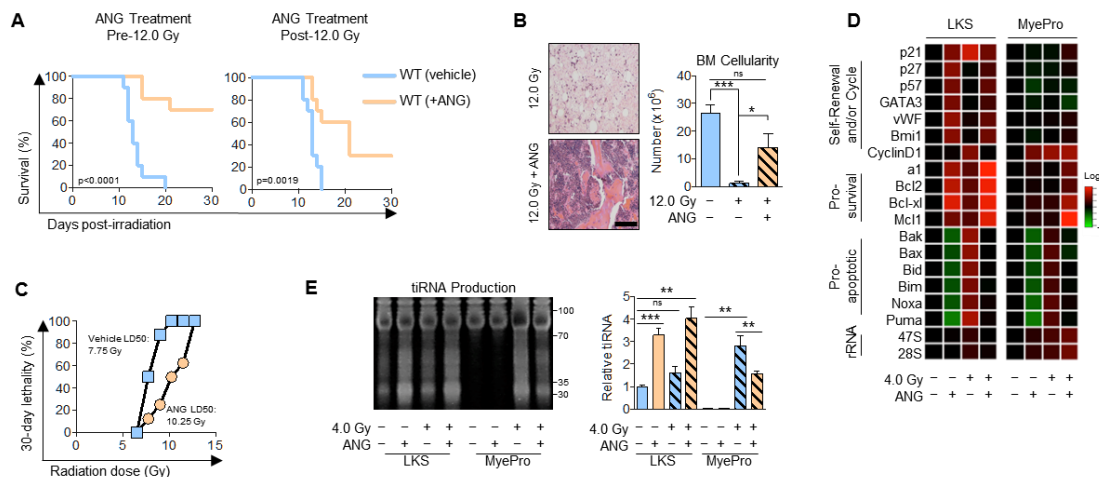 A
ANG Treatment
Pre-12.0 Gy
ANG Treatment
Post-12.0 Gy
Survival (%)
100
80
60
40
20
0
p<0.0001
0 10 20 30
WT (vehicle)
WT (+ANG)
100
80
60
40
20
0
p=0.0019
0 10 20 30
Days post-irradiation
B
12.0 Gy
12.0 Gy + ANG
BM Cellularity
ns
***
*
Number (x 10⁶)
40
30
20
10
0
12.0 Gy − + +
ANG − − +
C
30-day lethality (%)
100
80
60
40
20
0
Vehicle LD50:
7.75 Gy
ANG LD50:
10.25 Gy
0 5 10 15
Radiation dose (Gy)
D
LKS MyePro
Self-Renewal
and/or Cycle
p21
p27
p57
GATA3
vWF
Bmi1
CyclinD1
Pro-
survival
a1
Bcl2
Bcl-xl
Mcl1
Pro-
apoptotic
Bak
Bax
Bid
Bim
Noxa
Puma
rRNA
47S
28S
4.0 Gy − − + + − − + +
ANG − + − + − + − +
Log
E
tiRNA Production
100
70
35
30
4.0 Gy − − + + − − + +
ANG − + − + − + − +
LKS MyePro
Relative tiRNA
5
4
3
2
1
0
**
ns
***
**
**
**
4.0 Gy − − + + − − + +
ANG − + − + − + − +
LKS MyePro